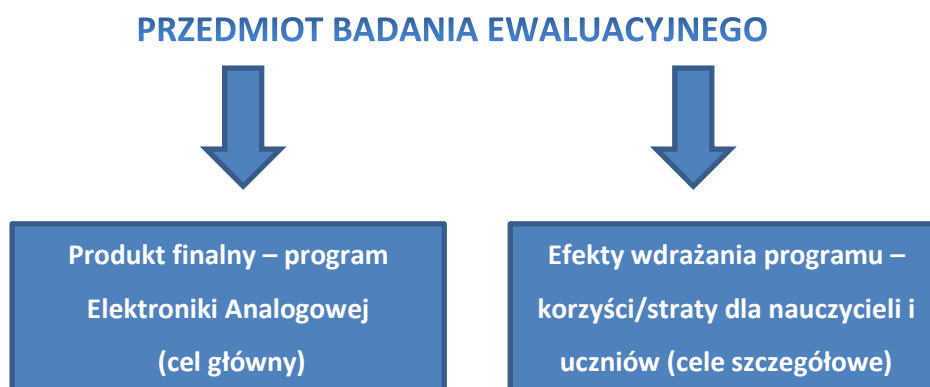 PRZEDMIOT BADANIA EWALUACYJNEGO
Produkt finalny – program
Elektroniki Analogowej
(cel główny)
Efekty wdrażania programu –
korzyści/straty dla nauczycieli i
uczniów (cele szczegółowe)